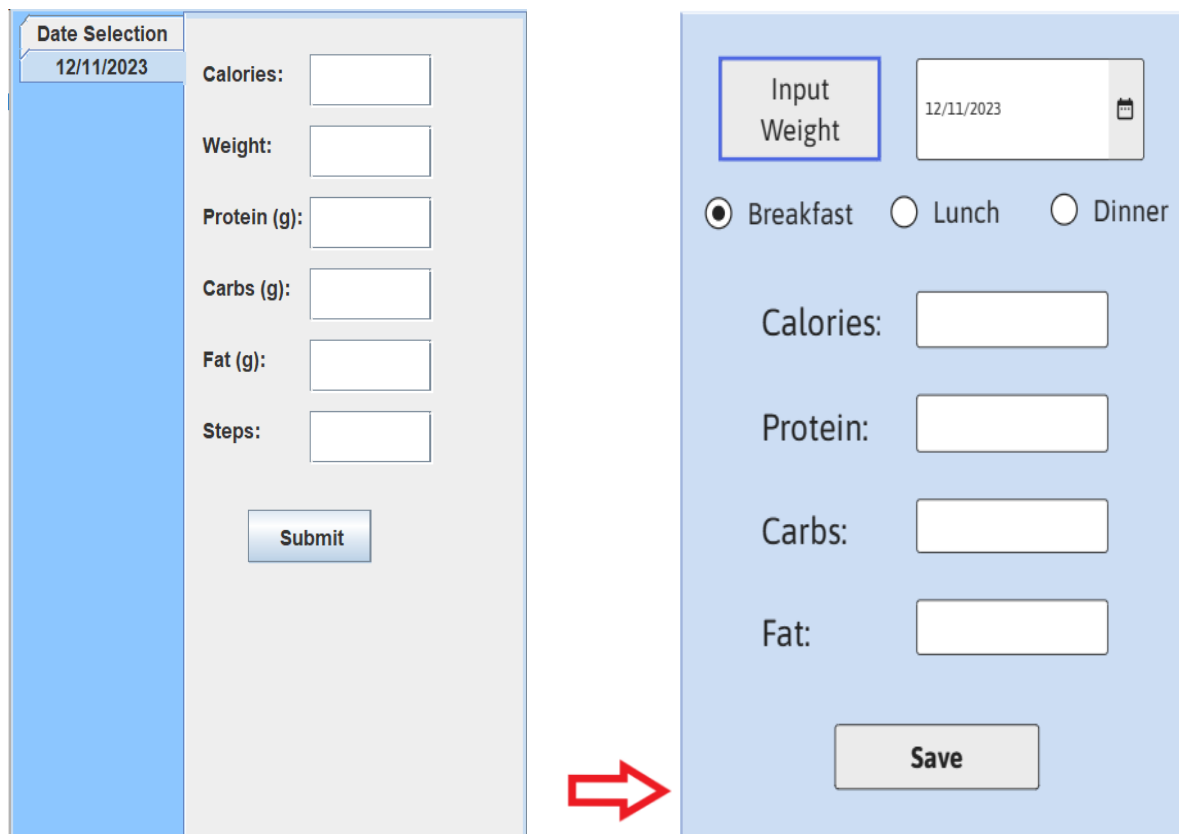 Date Selection
12/11/2023
Calories:
Weight:
Protein (g):
Carbs (g):
Fat (g):
Steps:
Submit
Input
Weight
12/11/2023
Breakfast
Lunch
Dinner
Calories:
Protein:
Carbs:
Fat:
Save